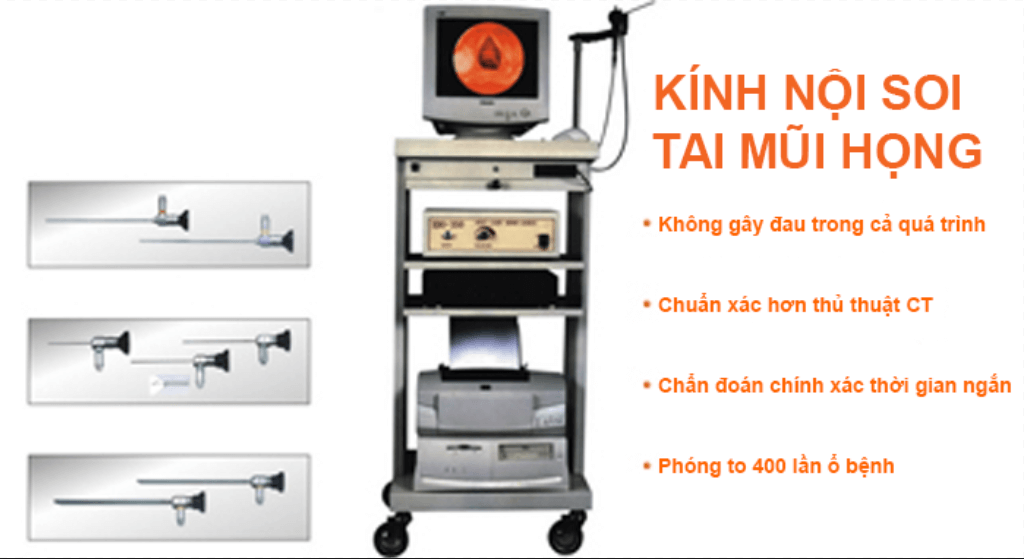 KÍNH NỘI SOI
TAI MŨI HỌNG
• Không gây đau trong cả quá trình
• Chuẩn xác hơn thủ thuật CT
• Chẩn đoán chính xác thời gian ngắn
• Phóng to 400 lần ổ bệnh